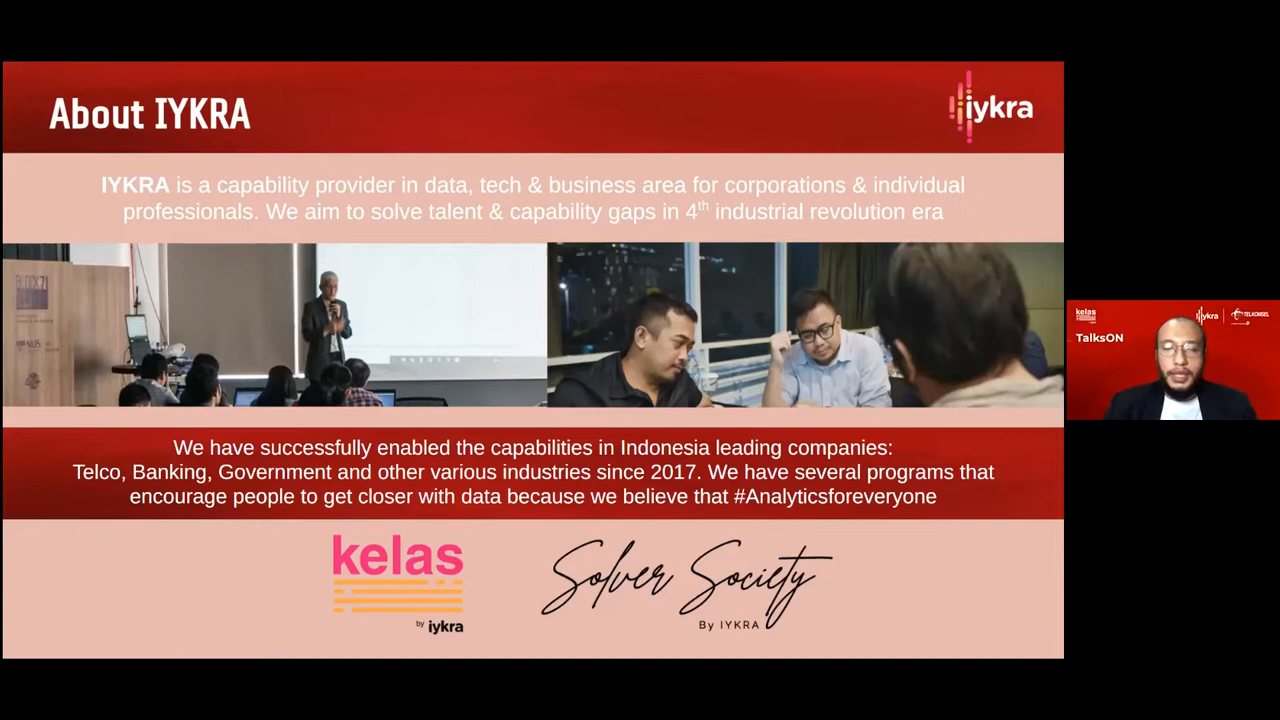 About IYKRA
iykra
IYKRA is a capability provider in data, tech & business area for corporations & individual
professionals. We aim to solve talent & capability gaps in 4th industrial revolution era
BLOCK71
NUS
We have successfully enabled the capabilities in Indonesia leading companies:
Telco, Banking, Government and other various industries since 2017. We have several programs that
encourage people to get closer with data because we believe that #Analyticsforeveryone
kelas
by iykra
Solver Society
By IYKRA
kelas
iykra
TELKOMSEL
TalksON